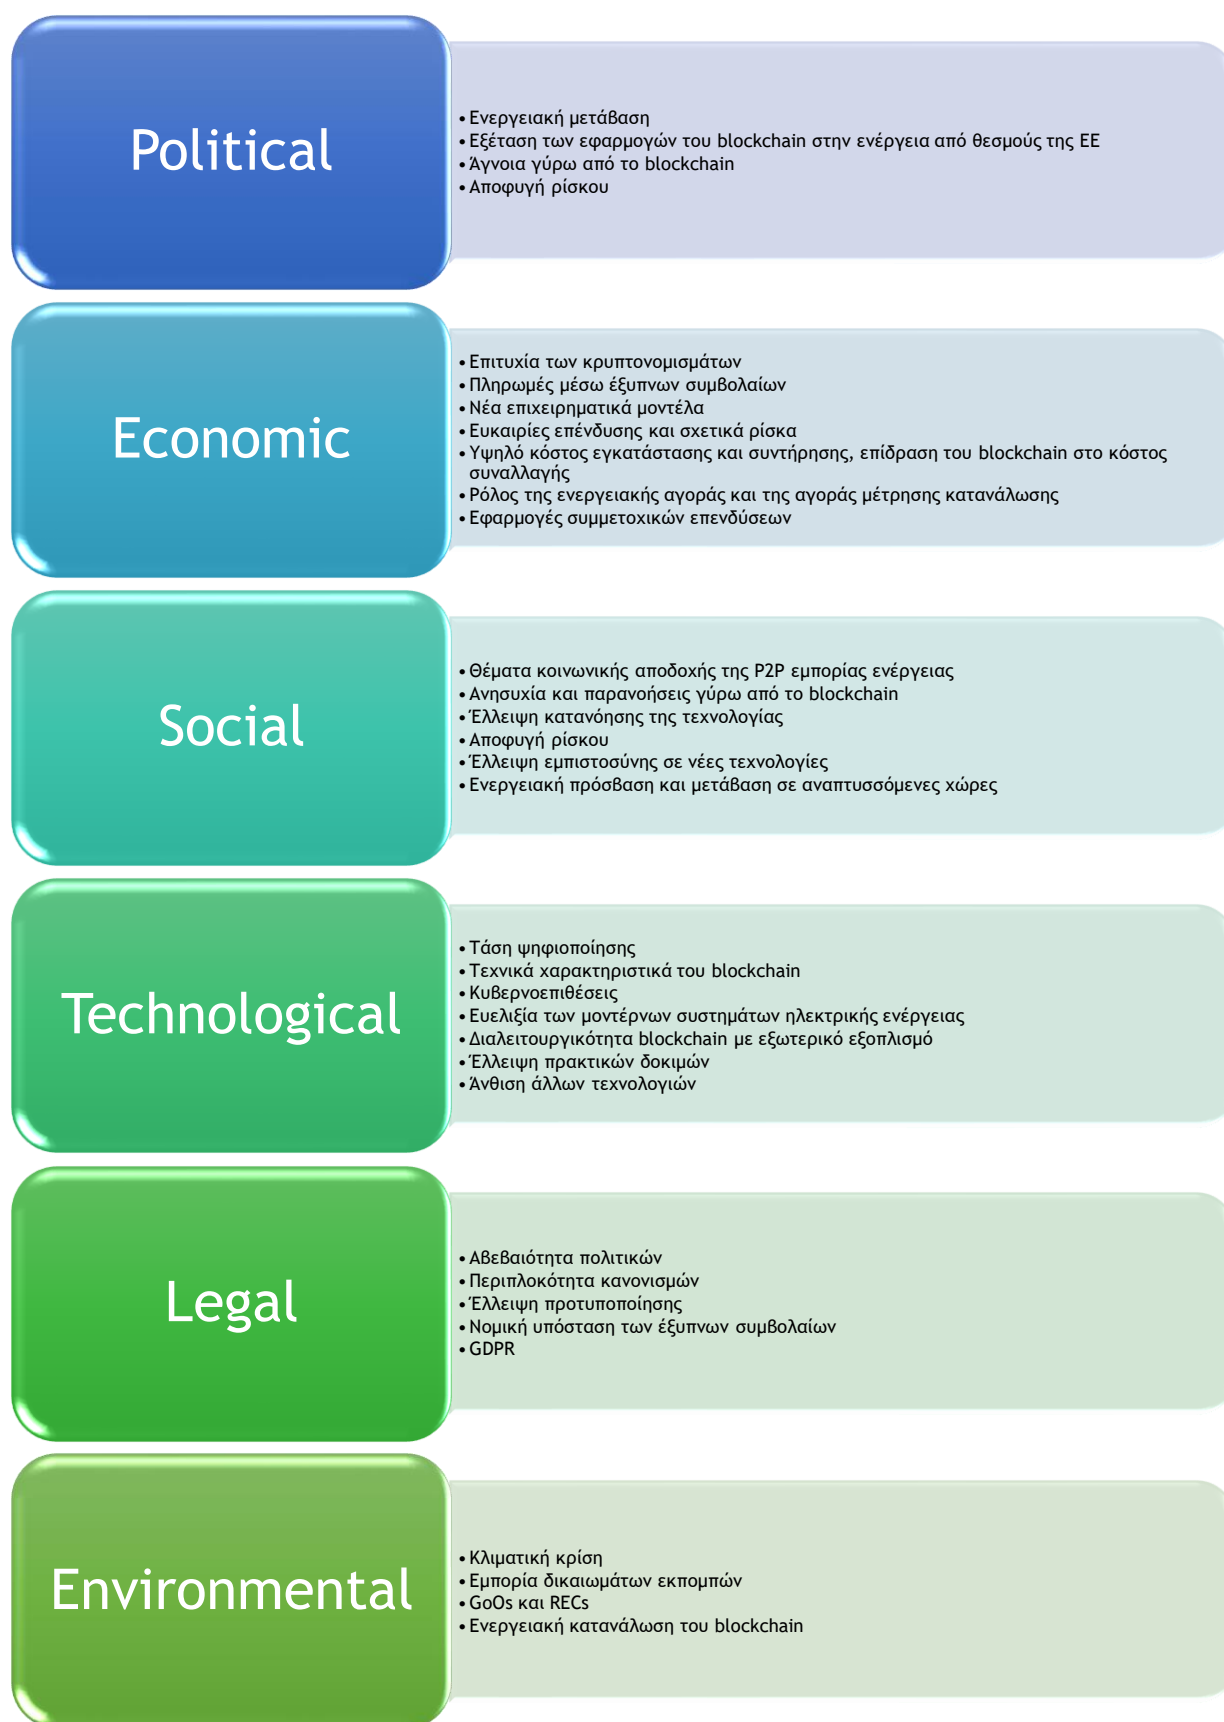 Political
• Ενεργειακή μετάβαση
• Εξέταση των εφαρμογών του blockchain στην ενέργεια από θεσμούς της ΕΕ
• Άγνοια γύρω από το blockchain
• Αποφυγή ρίσκου
Economic
• Επιτυχία των κρυπτονομισμάτων
• Πληρωμές μέσω έξυπνων συμβολαίων
• Νέα επιχειρηματικά μοντέλα
• Ευκαιρίες επένδυσης και σχετικά ρίσκα
• Υψηλό κόστος εγκατάστασης και συντήρησης, επίδραση του blockchain στο κόστος
συναλλαγής
• Ρόλος της ενεργειακής αγοράς και της αγοράς μέτρησης κατανάλωσης
• Εφαρμογές συμμετοχικών επενδύσεων
Social
• Θέματα κοινωνικής αποδοχής της P2P εμπορίας ενέργειας
• Ανησυχία και παρανοήσεις γύρω από το blockchain
• Έλλειψη κατανόησης της τεχνολογίας
• Αποφυγή ρίσκου
• Έλλειψη εμπιστοσύνης σε νέες τεχνολογίες
• Ενεργειακή πρόσβαση και μετάβαση σε αναπτυσσόμενες χώρες
Technological
• Τάση ψηφιοποίησης
• Τεχνικά χαρακτηριστικά του blockchain
• Κυβερνοεπιθέσεις
• Ευελιξία των μοντέρνων συστημάτων ηλεκτρικής ενέργειας
• Διαλειτουργικότητα blockchain με εξωτερικό εξοπλισμό
• Έλλειψη πρακτικών δοκιμών
• Άνθιση άλλων τεχνολογιών
Legal
• Αβεβαιότητα πολιτικών
• Περιπλοκότητα κανονισμών
• Έλλειψη προτυποποίησης
• Νομική υπόσταση των έξυπνων συμβολαίων
• GDPR
Environmental
• Κλιματική κρίση
• Εμπορία δικαιωμάτων εκπομπών
• GoOs και RECs
• Ενεργειακή κατανάλωση του blockchain